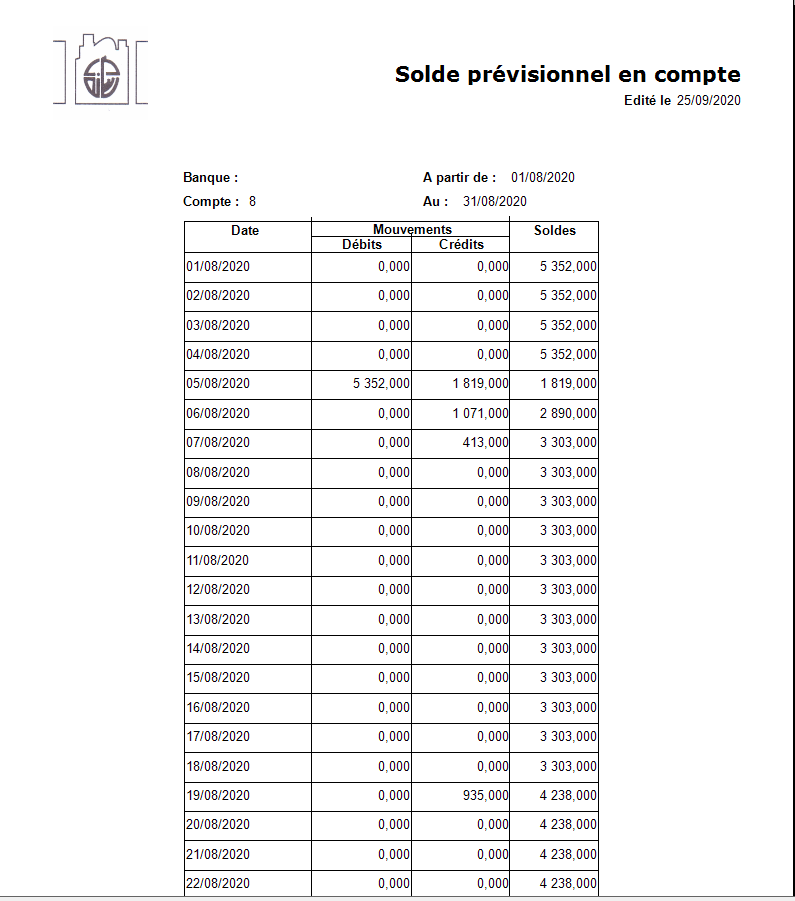 Solde prévisionnel en compte
Edité le 25/09/2020
Banque : A partir de : 01/08/2020
Compte : 8 Au : 31/08/2020
Date Mouvements Soldes
Débits Crédits
01/08/2020 0,000 0,000 5 352,000
02/08/2020 0,000 0,000 5 352,000
03/08/2020 0,000 0,000 5 352,000
04/08/2020 0,000 0,000 5 352,000
05/08/2020 5 352,000 1 819,000 1 819,000
06/08/2020 0,000 1 071,000 2 890,000
07/08/2020 0,000 413,000 3 303,000
08/08/2020 0,000 0,000 3 303,000
09/08/2020 0,000 0,000 3 303,000
10/08/2020 0,000 0,000 3 303,000
11/08/2020 0,000 0,000 3 303,000
12/08/2020 0,000 0,000 3 303,000
13/08/2020 0,000 0,000 3 303,000
14/08/2020 0,000 0,000 3 303,000
15/08/2020 0,000 0,000 3 303,000
16/08/2020 0,000 0,000 3 303,000
17/08/2020 0,000 0,000 3 303,000
18/08/2020 0,000 0,000 3 303,000
19/08/2020 0,000 935,000 4 238,000
20/08/2020 0,000 0,000 4 238,000
21/08/2020 0,000 0,000 4 238,000
22/08/2020 0,000 0,000 4 238,000